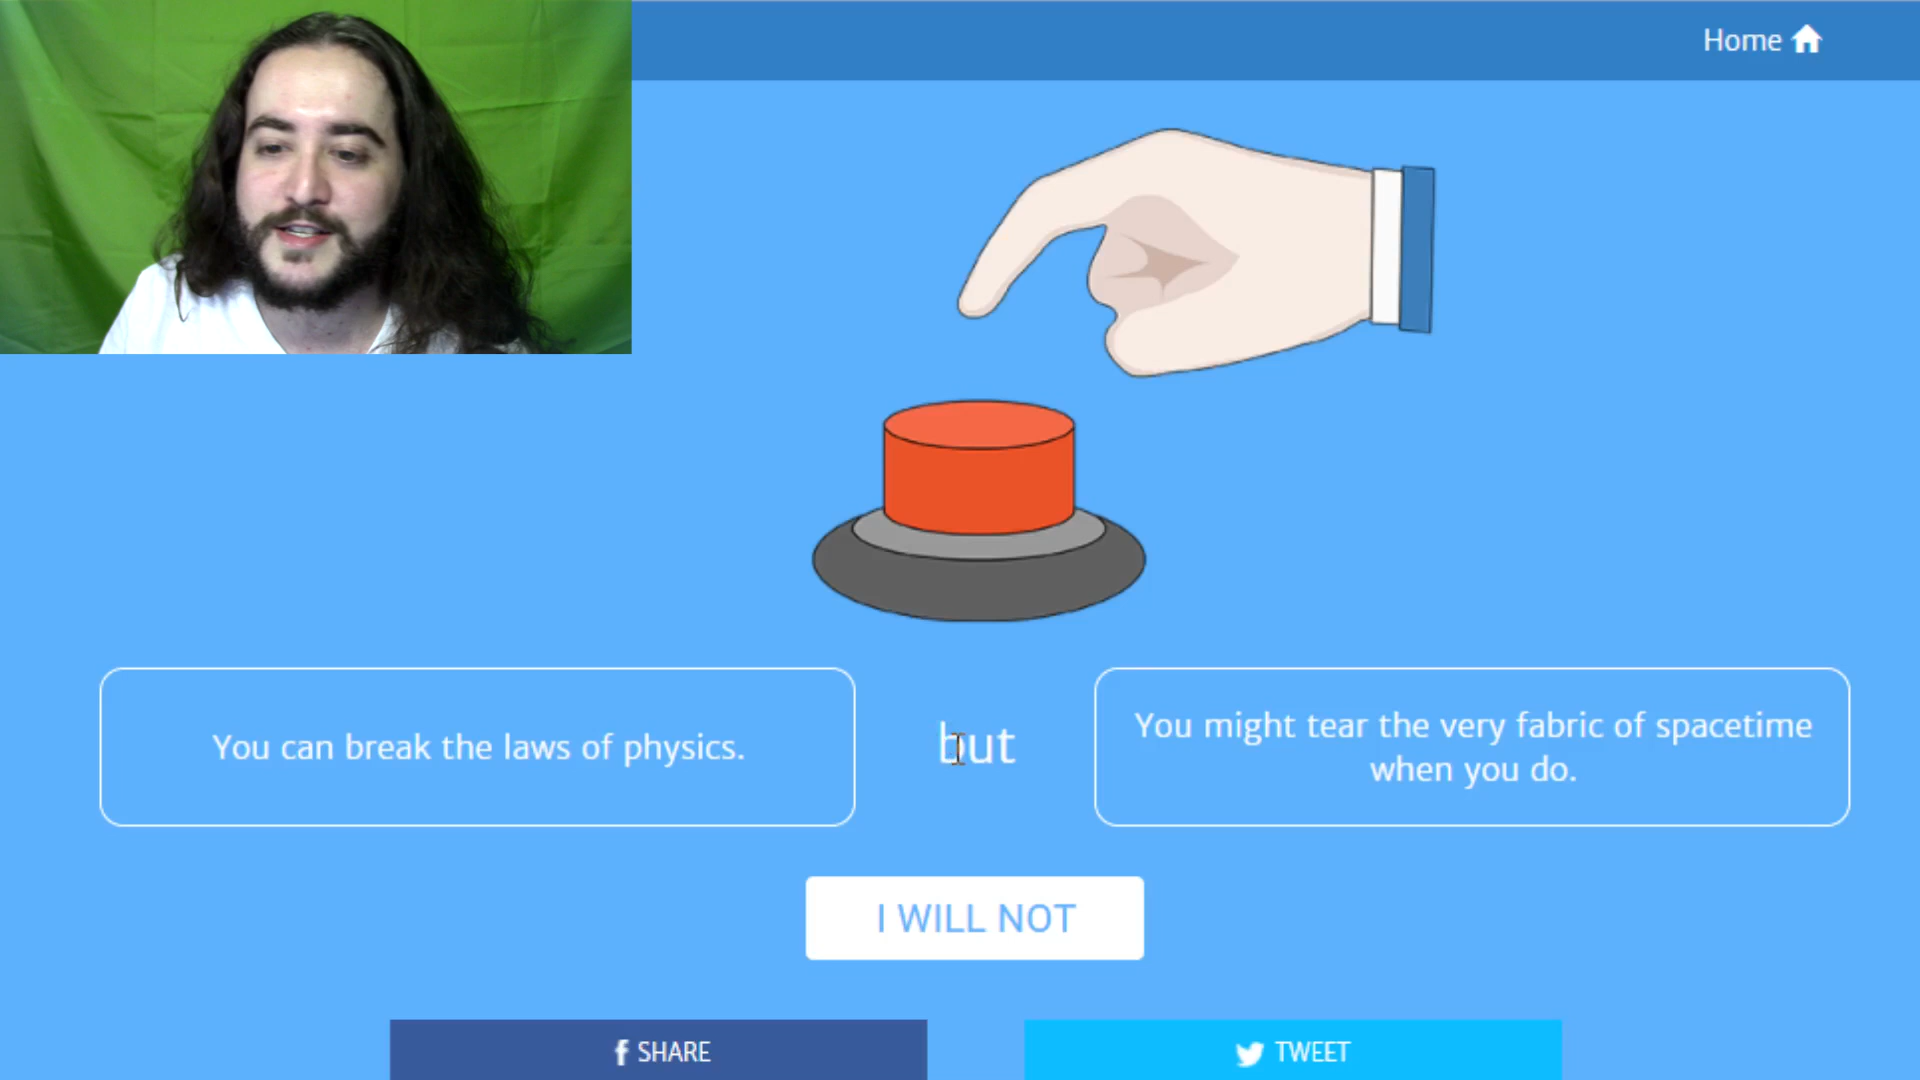 Home
You can break the laws of physics.
but
You might tear the very fabric of spacetime
when you do.
I WILL NOT
SHARE
TWEET